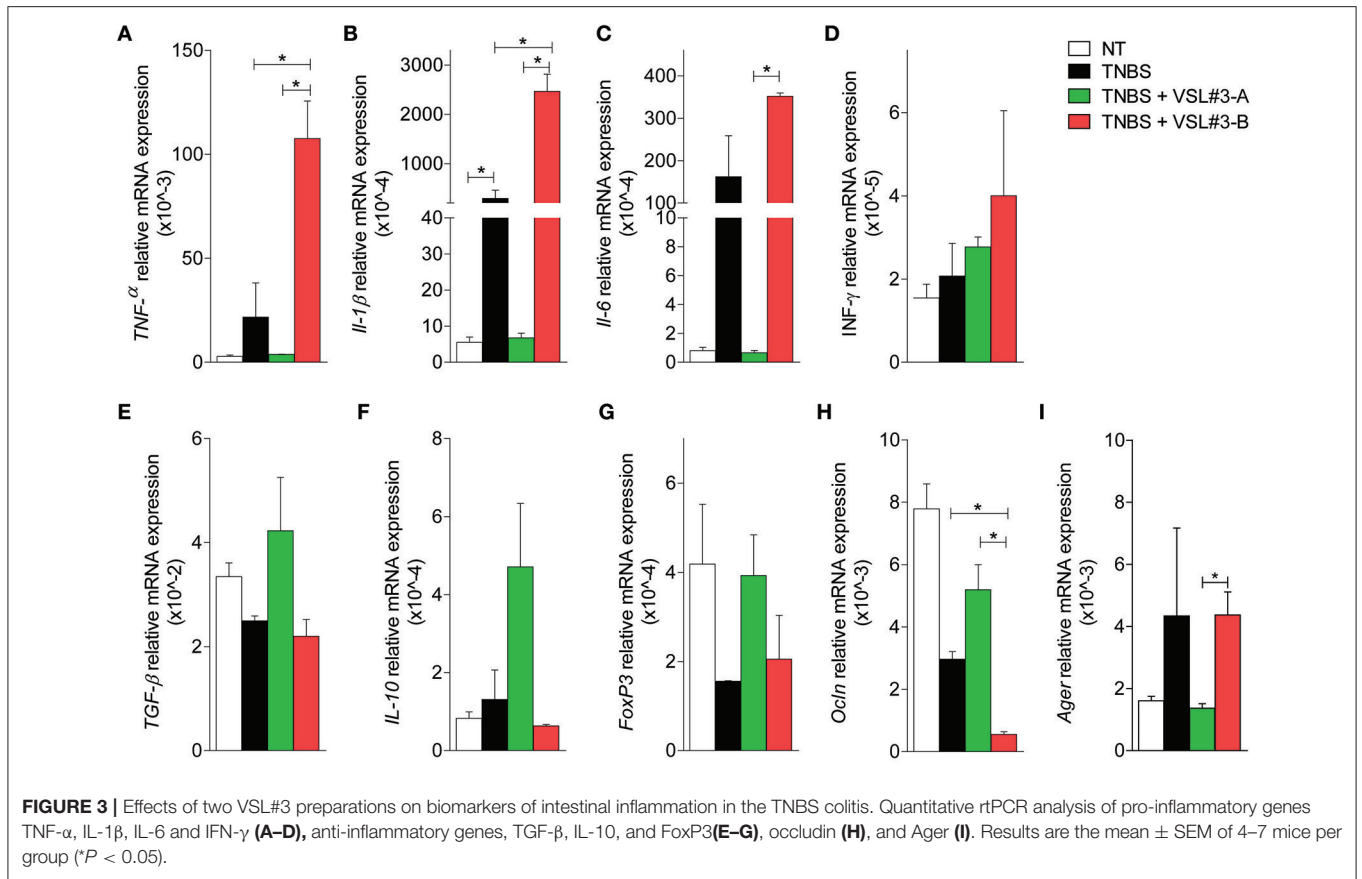 A
TNF-α relative mRNA expression
(x10^-3)
150
100
50
0
*
*
B
Il-1β relative mRNA expression
(x10^-4)
3000
2000
1000
40
30
20
10
0
*
*
*
C
Il-6 relative mRNA expression
(x10^-4)
400
300
200
100
10
8
6
4
2
0
*
D
INF-γ relative mRNA expression
(x10^-5)
6
4
2
0
NT
TNBS
TNBS + VSL#3-A
TNBS + VSL#3-B
E
TGF-β relative mRNA expression
(x10^-2)
6
4
2
0
F
IL-10 relative mRNA expression
(x10^-4)
8
6
4
2
0
G
FoxP3 relative mRNA expression
(x10^-4)
6
4
2
0
H
Ocln relative mRNA expression
(x10^-3)
10
8
6
4
2
0
*
*
I
Ager relative mRNA expression
(x10^-3)
10
8
6
4
2
0
*
FIGURE 3 | Effects of two VSL#3 preparations on biomarkers of intestinal inflammation in the TNBS colitis. Quantitative rtPCR analysis of pro-inflammatory genes
TNF-α, IL-1β, IL-6 and IFN-γ (A–D), anti-inflammatory genes, TGF-β, IL-10, and FoxP3(E–G), occludin (H), and Ager (I). Results are the mean ± SEM of 4–7 mice per
group (*P < 0.05).